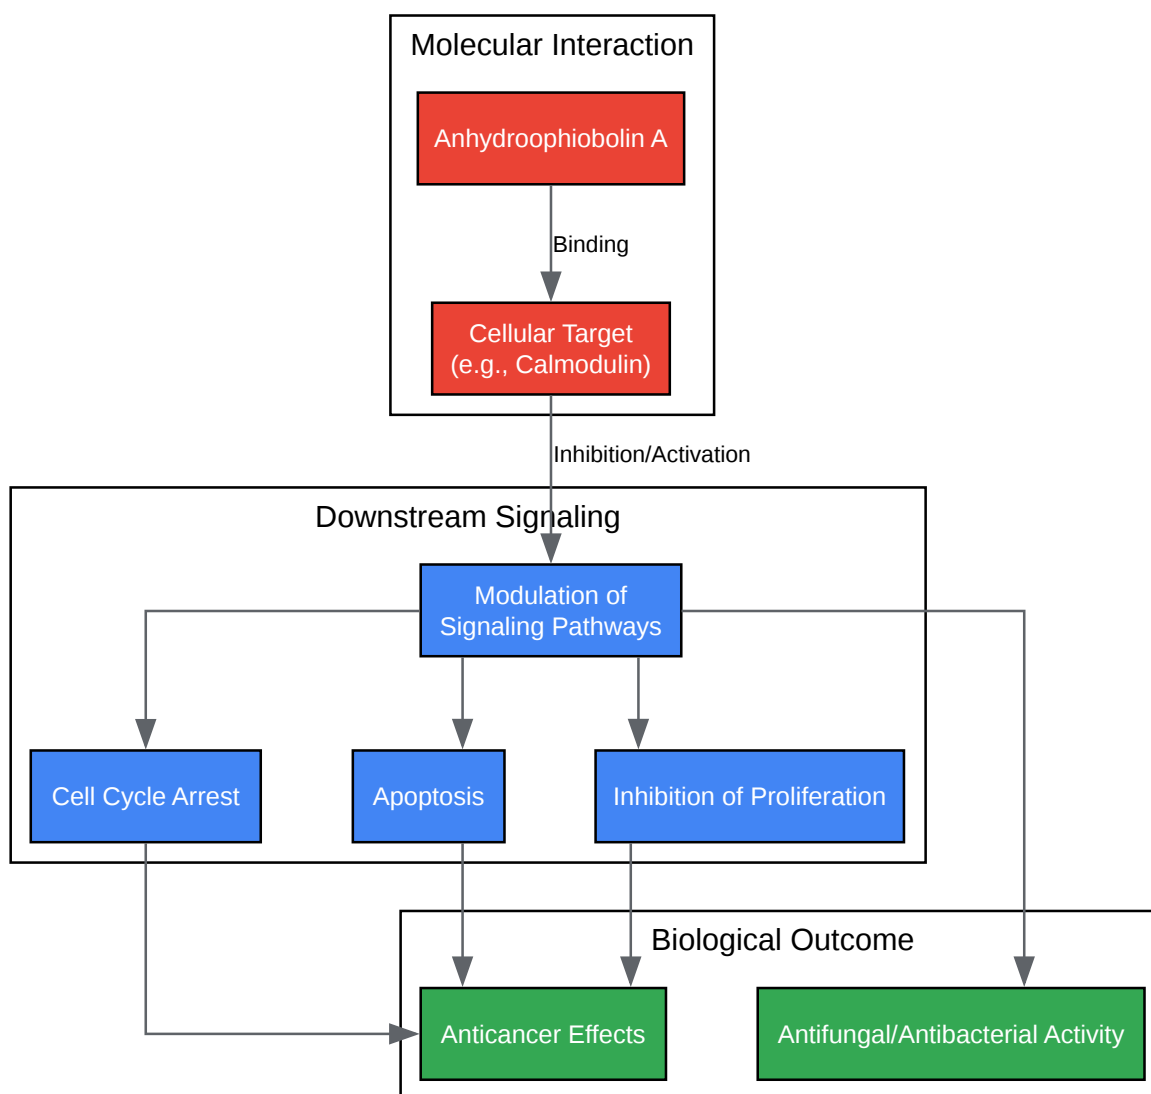 Molecular Interaction
Anhydroophiobolin A
Binding
Cellular Target
(e.g., Calmodulin)
Inhibition/Activation
Downstream Signaling
Modulation of
Signaling Pathways
Cell Cycle Arrest
Apoptosis
Inhibition of Proliferation
Biological Outcome
Anticancer Effects
Antifungal/Antibacterial Activity